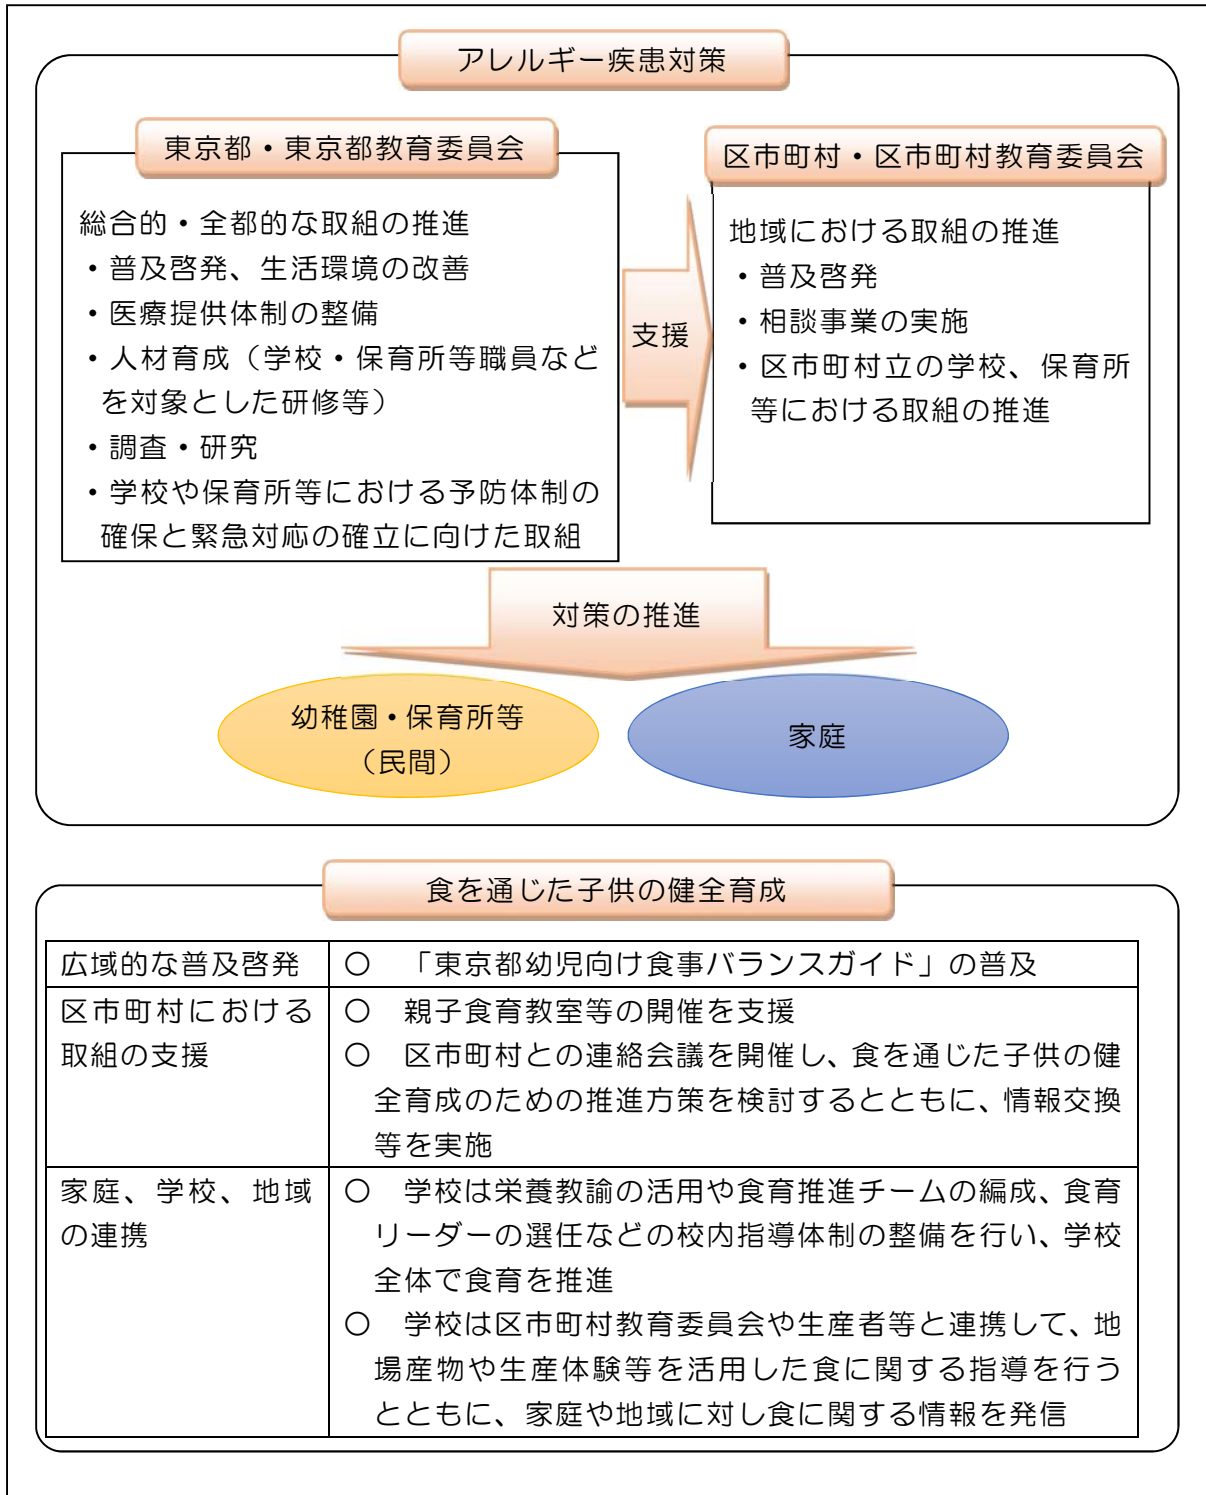 アレルギー疾患対策
東京都・東京都教育委員会
総合的・全都的な取組の推進
・普及啓発、生活環境の改善
・医療提供体制の整備
・人材育成（学校・保育所等職員など
を対象とした研修等）
・調査・研究
・学校や保育所等における予防体制の
確保と緊急対応の確立に向けた取組
支援
区市町村・区市町村教育委員会
地域における取組の推進
・普及啓発
・相談事業の実施
・区市町村立の学校、保育所
等における取組の推進
対策の推進
幼稚園・保育所等
（民間）
家庭
食を通じた子供の健全育成
広域的な普及啓発
○　「東京都幼児向け食事バランスガイド」の普及
区市町村における
取組の支援
○　親子食育教室等の開催を支援
○　区市町村との連絡会議を開催し、食を通じた子供の健
全育成のための推進方策を検討するとともに、情報交換
等を実施
家庭、学校、地域
の連携
○　学校は栄養教諭の活用や食育推進チームの編成、食育
リーダーの選任などの校内指導体制の整備を行い、学校
全体で食育を推進
○　学校は区市町村教育委員会や生産者等と連携して、地
場産物や生産体験等を活用した食に関する指導を行う
とともに、家庭や地域に対し食に関する情報を発信